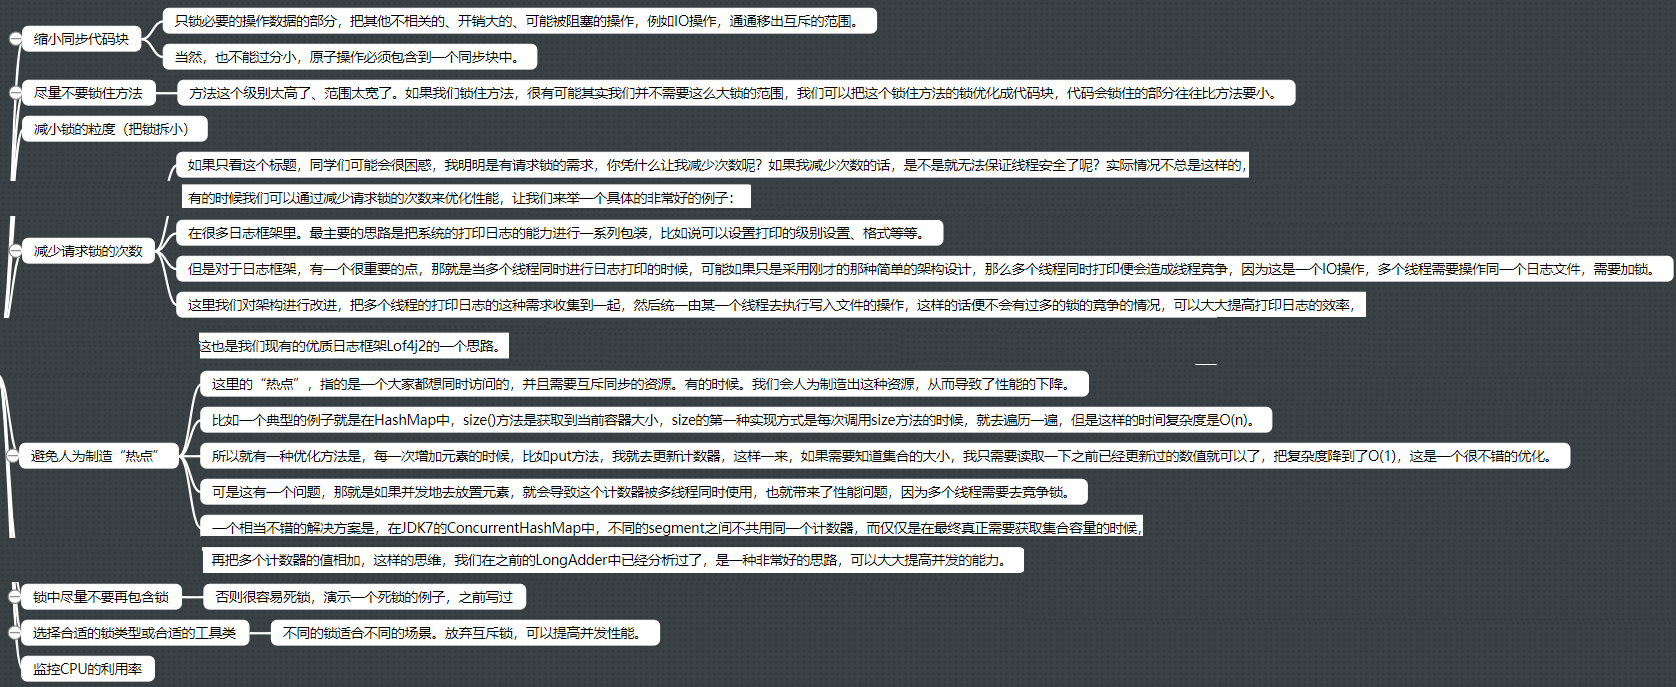 缩小同步代码块
只锁必要的操作数据的部分，把其他不相关的、开销大的、可能被阻塞的操作，例如IO操作，通通移出互斥的范围。
当然，也不能过分小，原子操作必须包含到一个同步块中。
尽量不要锁住方法
方法这个级别太高了、范围太宽了。如果我们锁住方法，很有可能其实我们并不需要这么大锁的范围，我们可以把这个锁住方法的锁优化成代码块，代码会锁住的部分往往比方法要小。
减小锁的粒度（把锁拆小）
减少请求锁的次数
如果只看这个标题，同学们可能会很困惑，我明明是有请求锁的需求，你凭什么让我减少次数呢？如果我减少次数的话，是不是就无法保证线程安全了呢？实际情况不总是这样的，
有的时候我们可以通过减少请求锁的次数来优化性能，让我们来举一个具体的非常好的例子：
在很多日志框架里。最主要的思路是把系统的打印日志的能力进行一系列包装，比如说可以设置打印的级别设置、格式等等。
但是对于日志框架，有一个很重要的点，那就是当多个线程同时进行日志打印的时候，可能如果只是采用刚才的那种简单的架构设计，那么多个线程同时打印便会造成线程竞争，因为这是一个IO操作，多个线程需要操作同一个日志文件，需要加锁。
这里我们对架构进行改进，把多个线程的打印日志的这种需求收集到一起，然后统一由某一个线程去执行写入文件的操作，这样的话便不会有过多的锁的竞争的情况，可以大大提高打印日志的效率，
这也是我们现有的优质日志框架Lof4j2的一个思路。
避免人为制造“热点”
这里的“热点”，指的是一个大家都想同时访问的，并且需要互斥同步的资源。有的时候。我们会人为制造出这种资源，从而导致了性能的下降。
比如一个典型的例子就是在HashMap中，size()方法是获取到当前容器大小，size的第一种实现方式是每次调用size方法的时候，就去遍历一遍，但是这样的时间复杂度是O(n)。
所以就有一种优化方法是，每一次增加元素的时候，比如put方法，我就去更新计数器，这样一来，如果需要知道集合的大小，我只需要读取一下之前已经更新过的数值就可以了，把复杂度降到了O(1)，这是一个很不错的优化。
可是这有一个问题，那就是如果并发地去放置元素，就会导致这个计数器被多线程同时使用，也就带来了性能问题，因为多个线程需要去竞争锁。
一个相当不错的解决方案是，在JDK7的ConcurrentHashMap中，不同的segment之间不共用同一个计数器，而仅仅是在最终真正需要获取集合容量的时候，
再把多个计数器的值相加，这样的思维，我们在之前的LongAdder中已经分析过了，是一种非常好的思路，可以大大提高并发的能力。
锁中尽量不要再包含锁
否则很容易死锁，演示一个死锁的例子，之前写过
选择合适的锁类型或合适的工具类
不同的锁适合不同的场景。放弃互斥锁，可以提高并发性能。
监控CPU的利用率